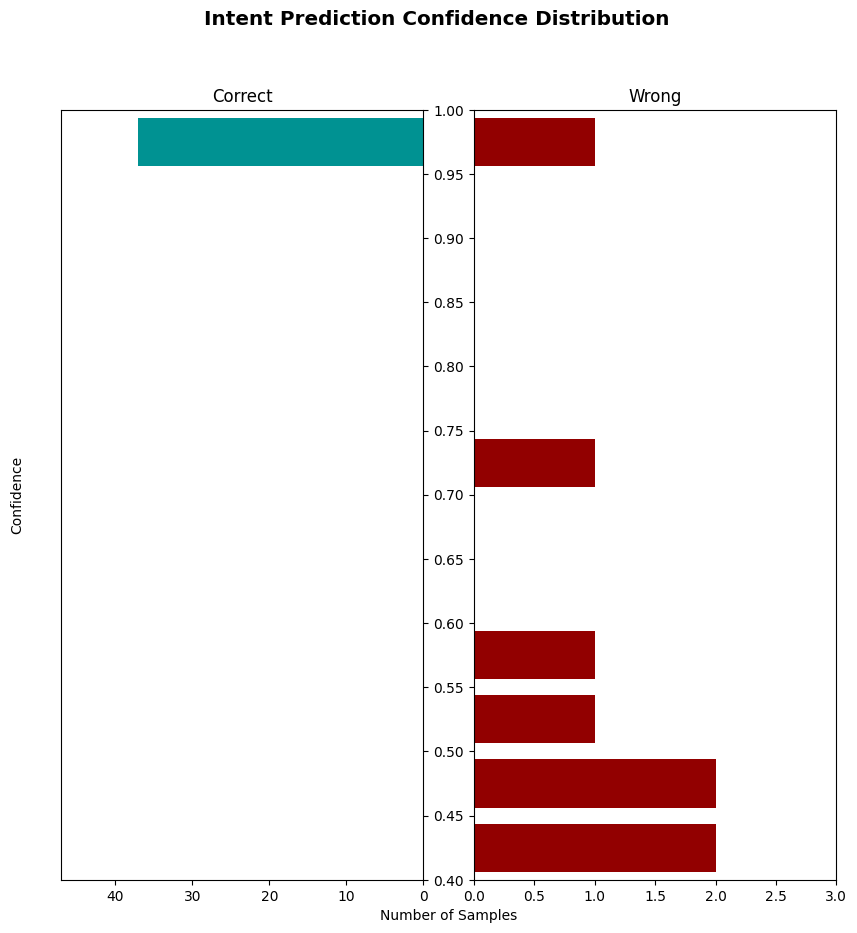 Intent Prediction Confidence Distribution
Correct
Wrong
1.00
0.95
0.90
0.85
0.80
0.75
0.70
0.65
0.60
0.55
0.50
0.45
0.40
Confidence
40 30 20 10 0
0.0 0.5 1.0 1.5 2.0 2.5 3.0
Number of Samples